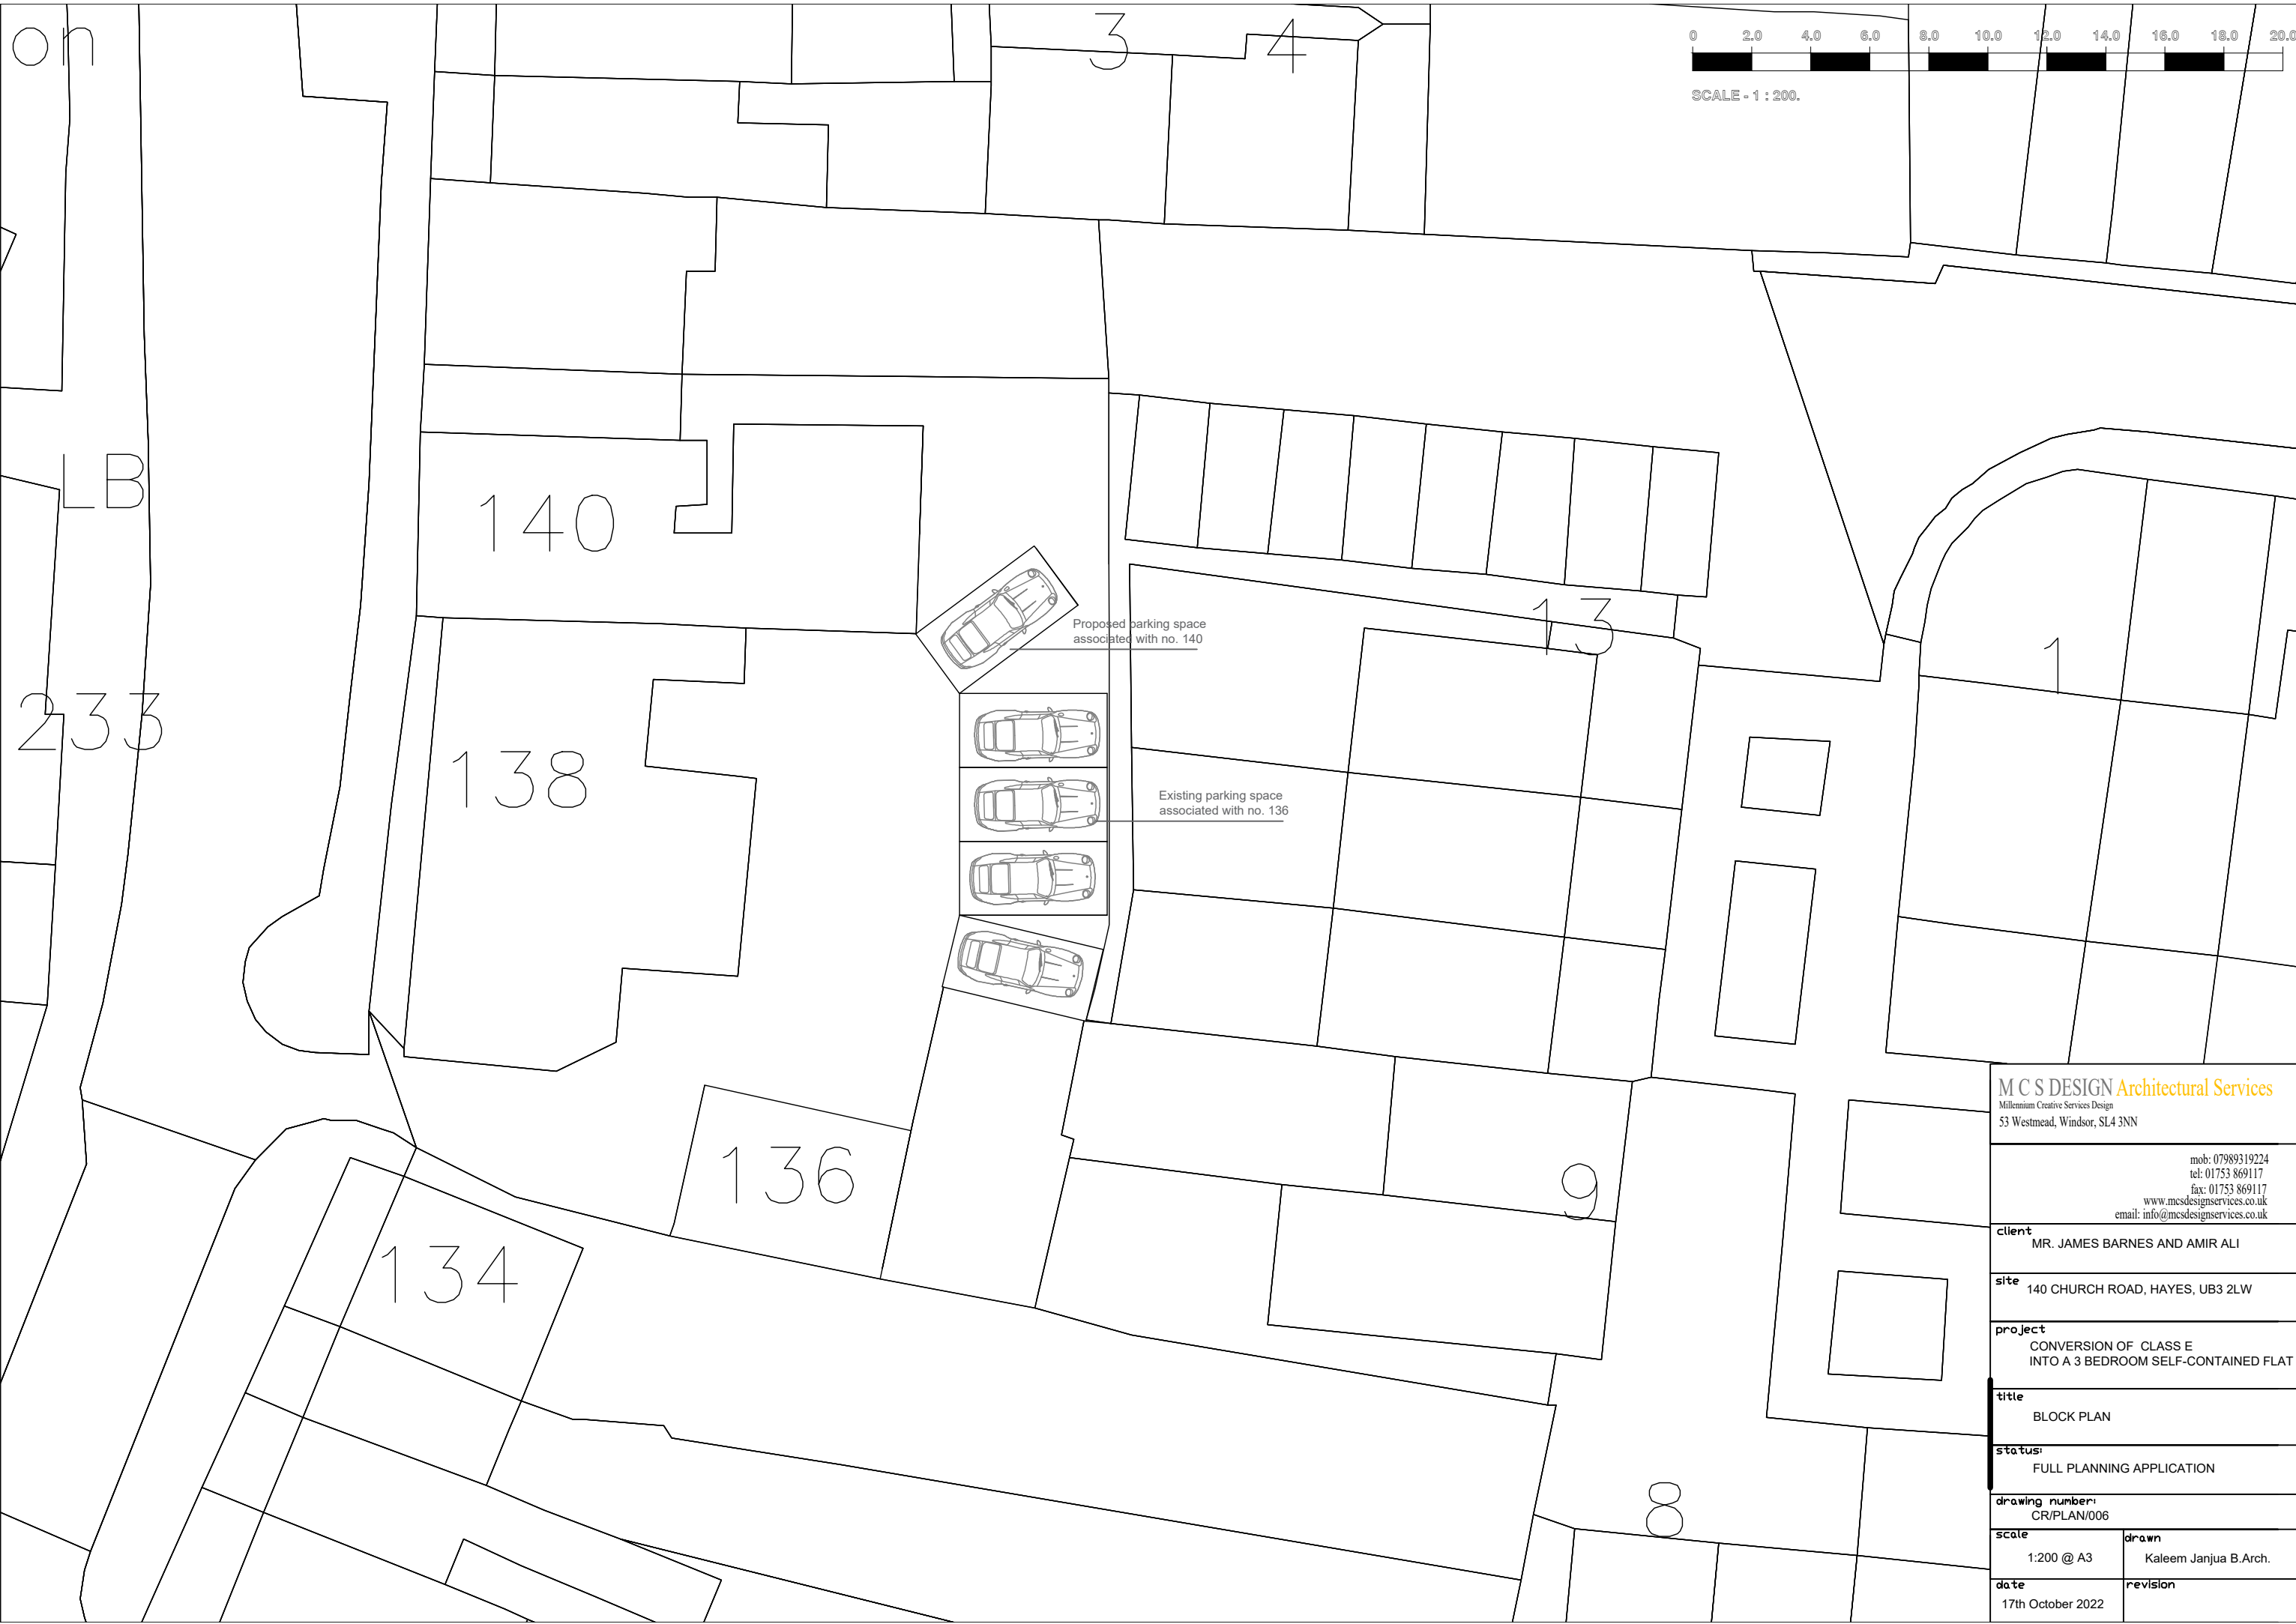 on
3
4
0 2.0 4.0 6.0 8.0 10.0 12.0 14.0 16.0 18.0 20.0
SCALE - 1 : 200.
LB
140
Proposed parking space
associated with no. 140
13
1
233
138
Existing parking space
associated with no. 136
136
9
134
8
M C S DESIGN Architectural Services
Millennium Creative Services Design
53 Westmead, Windsor, SL4 3NN
mob: 07989319224
tel: 01753 869117
fax: 01753 869117
www.mcsdesignservices.co.uk
email: info@mcsdesignservices.co.uk
client
MR. JAMES BARNES AND AMIR ALI
site
140 CHURCH ROAD, HAYES, UB3 2LW
project
CONVERSION OF CLASS E
INTO A 3 BEDROOM SELF-CONTAINED FLAT
title
BLOCK PLAN
status:
FULL PLANNING APPLICATION
drawing number:
CR/PLAN/006
scale
1:200 @ A3
drawn
Kaleem Janjua B.Arch.
date
17th October 2022
revision